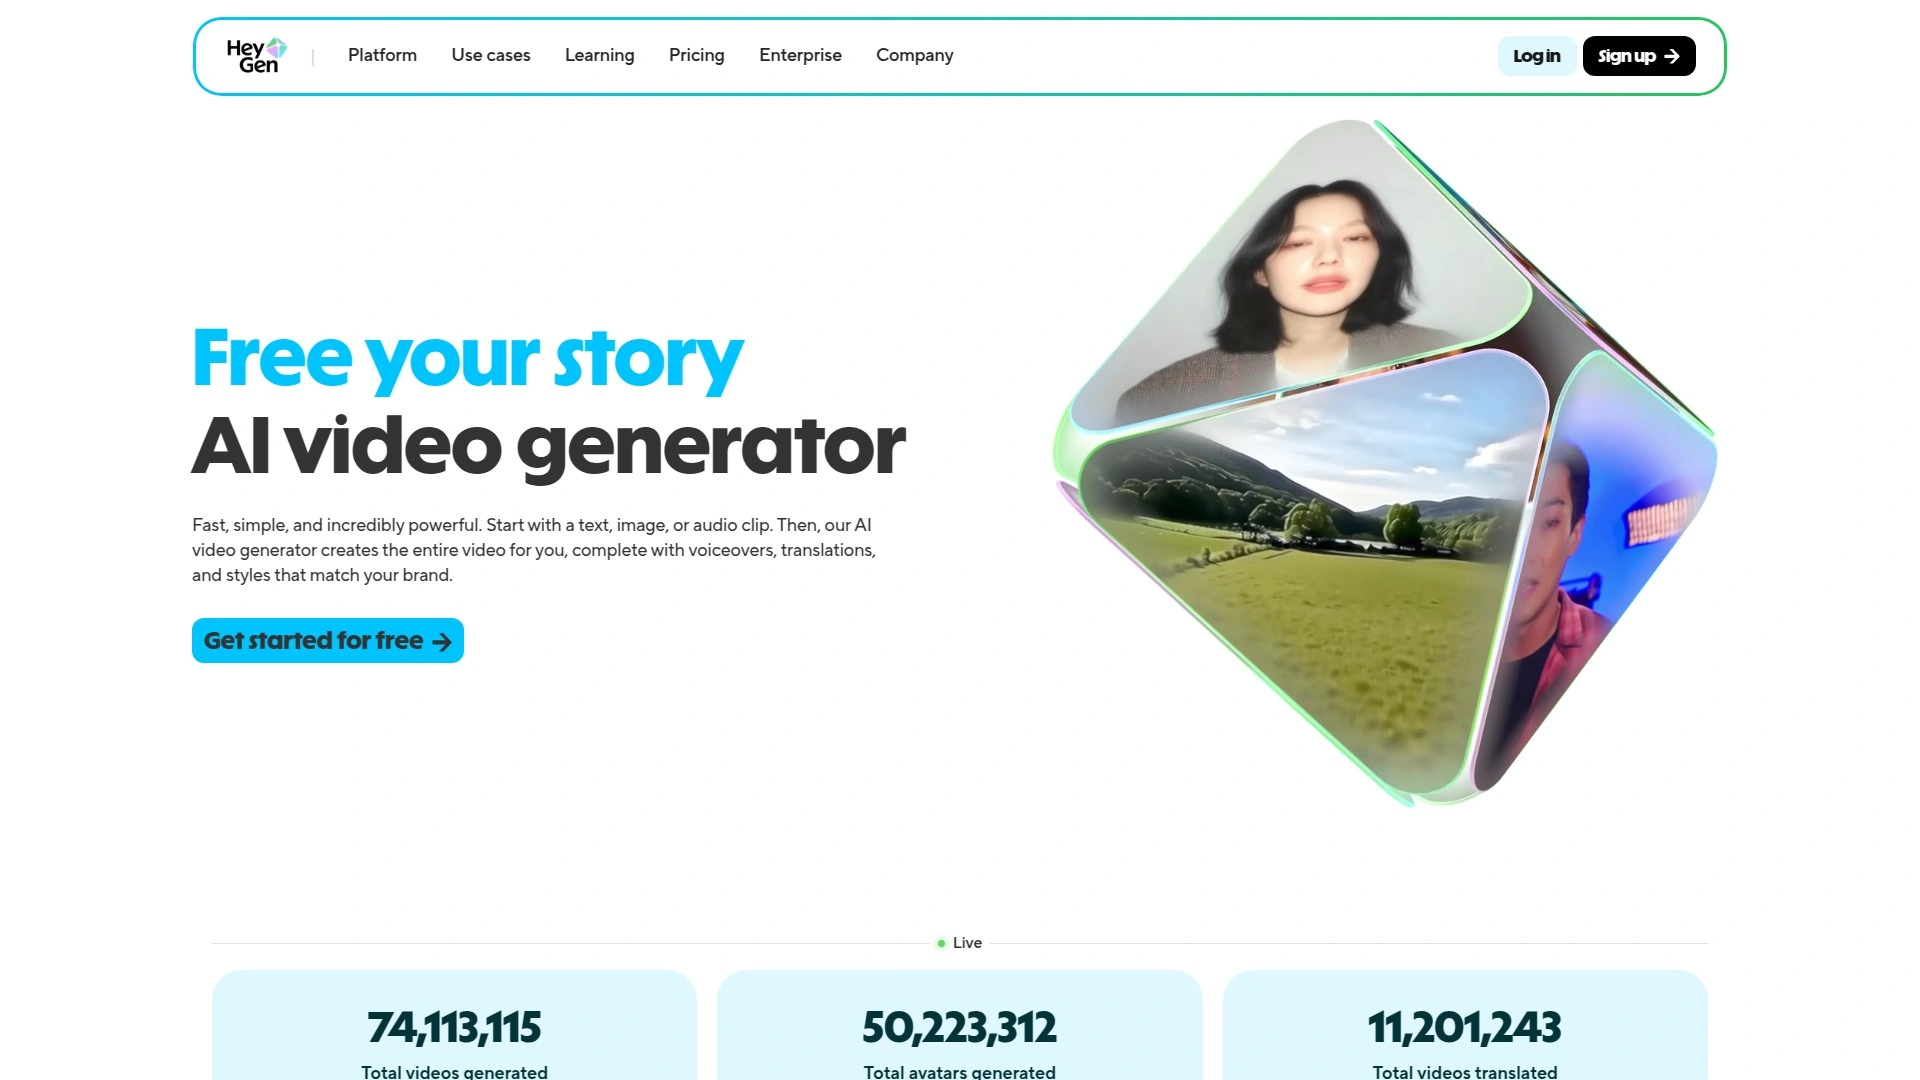 Hey
Gen
Platform
Use cases
Learning
Pricing
Enterprise
Company
Log in
Sign up →
Free your story
AI video generator
Fast, simple, and incredibly powerful. Start with a text, image, or audio clip. Then, our AI
video generator creates the entire video for you, complete with voiceovers, translations,
and styles that match your brand.
Get started for free →
Live
74,113,115
Total videos generated
50,223,312
Total avatars generated
11,201,243
Total videos translated